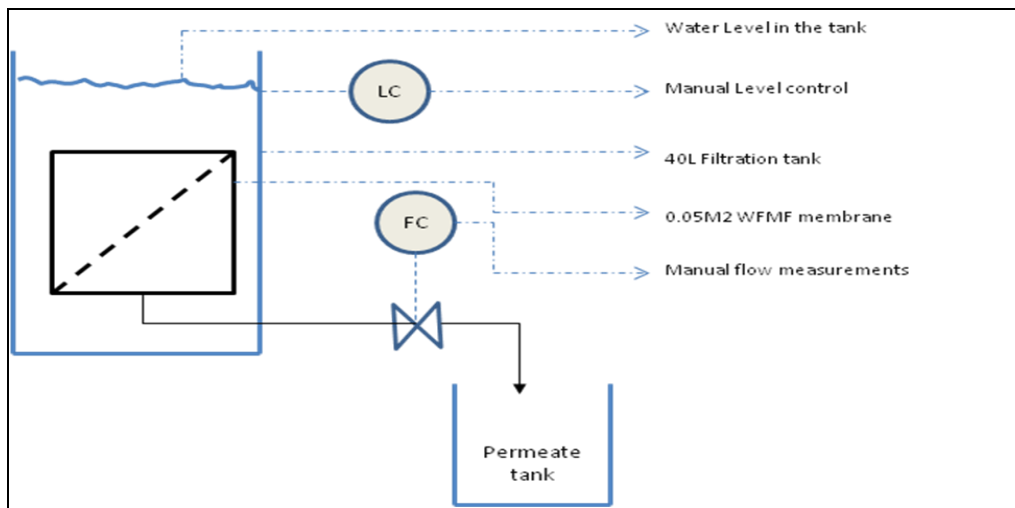 Water Level in the tank
LC
Manual Level control
40L Filtration tank
0.05M2 WFMF membrane
FC
Manual flow measurements
Permeate
tank